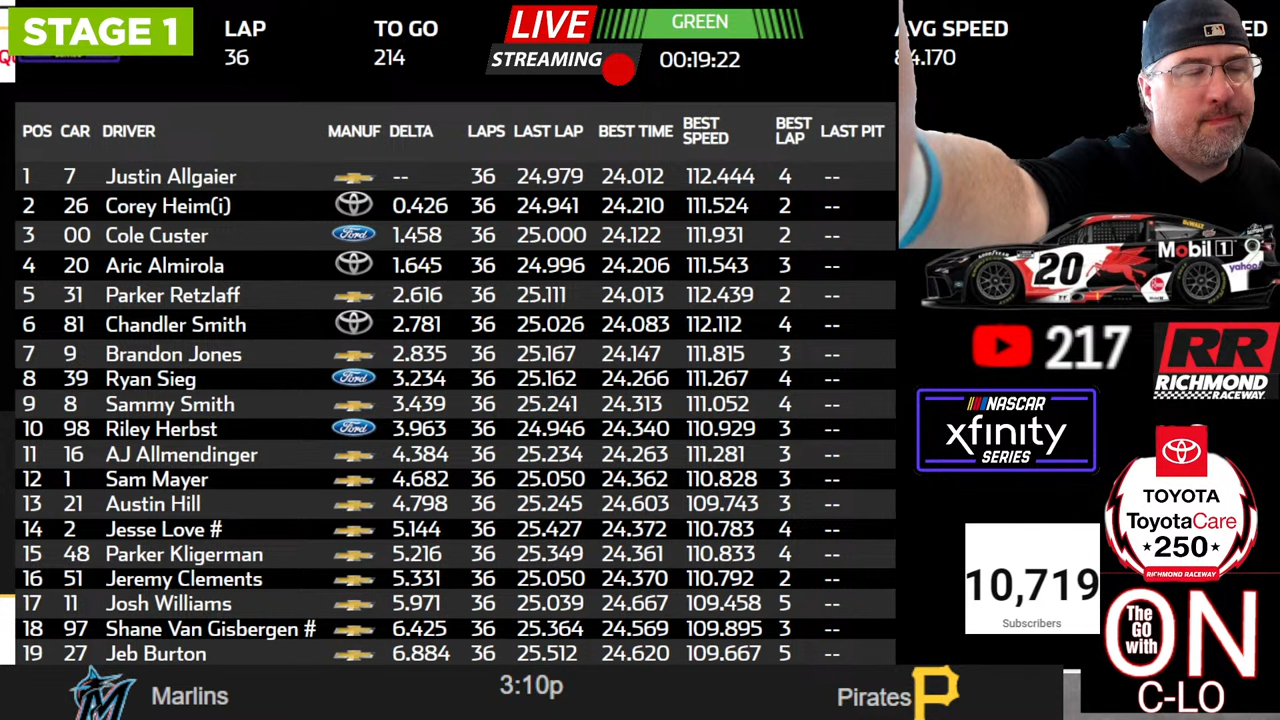 STAGE 1
LAP
36
TO GO
214
LIVE
STREAMING
GREEN
00:19:22
AVG SPEED
84.170
POS CAR DRIVER MANUF DELTA LAPS LAST LAP BEST TIME BEST SPEED BEST LAP LAST PIT
1 7 Justin Allgaier -- 36 24.979 24.012 112.444 4 --
2 26 Corey Heim(i) 0.426 36 24.941 24.210 111.524 2 --
3 00 Cole Custer Ford 1.458 36 25.000 24.122 111.931 2 --
4 20 Aric Almirola 1.645 36 24.996 24.206 111.543 3 --
5 31 Parker Retzlaff 2.616 36 25.111 24.013 112.439 2 --
6 81 Chandler Smith 2.781 36 25.026 24.083 112.112 4 --
7 9 Brandon Jones 2.835 36 25.167 24.147 111.815 3 --
8 39 Ryan Sieg Ford 3.234 36 25.162 24.266 111.267 4 --
9 8 Sammy Smith 3.439 36 25.241 24.313 111.052 4 --
10 98 Riley Herbst Ford 3.963 36 24.946 24.340 110.929 3 --
11 16 AJ Allmendinger 4.384 36 25.234 24.263 111.281 3 --
12 1 Sam Mayer 4.682 36 25.050 24.362 110.828 3 --
13 21 Austin Hill 4.798 36 25.245 24.603 109.743 3 --
14 2 Jesse Love # 5.144 36 25.427 24.372 110.783 4 --
15 48 Parker Kligerman 5.216 36 25.349 24.361 110.833 4 --
16 51 Jeremy Clements 5.331 36 25.050 24.370 110.792 2 --
17 11 Josh Williams 5.971 36 25.039 24.667 109.458 5 --
18 97 Shane Van Gisbergen # 6.425 36 25.364 24.569 109.895 3 --
19 27 Jeb Burton 6.884 36 25.512 24.620 109.667 5 --
20
Mobil 1
yahoo!
217
RR
RICHMOND
RACEWAY
NASCAR
xfinity
SERIES
TOYOTA
ToyotaCare
250
RICHMOND RACEWAY
10,719
Subscribers
The GO with
ON
C-LO
Marlins
3:10p
Pirates
P